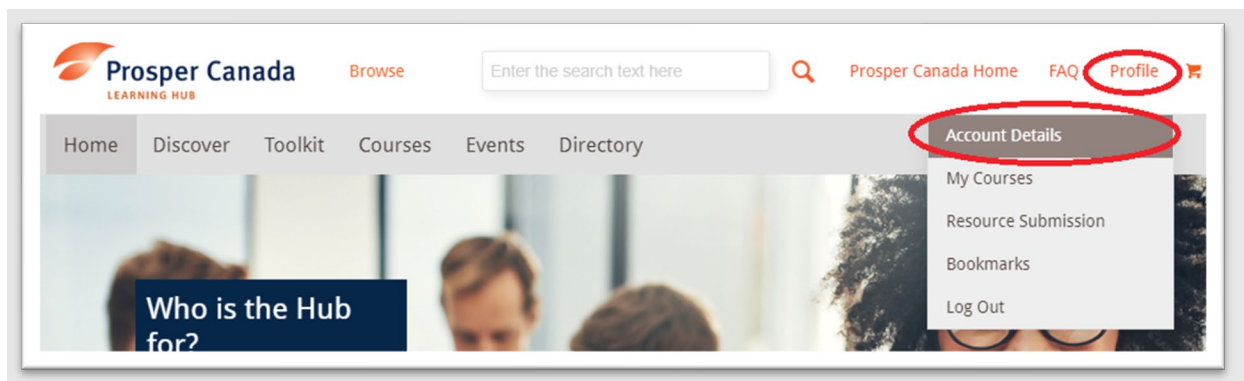 Prosper Canada
LEARNING HUB
Browse
Enter the search text here
Prosper Canada Home
FAQ
Profile
Home
Discover
Toolkit
Courses
Events
Directory
Account Details
My Courses
Resource Submission
Bookmarks
Log Out
Who is the Hub
for?